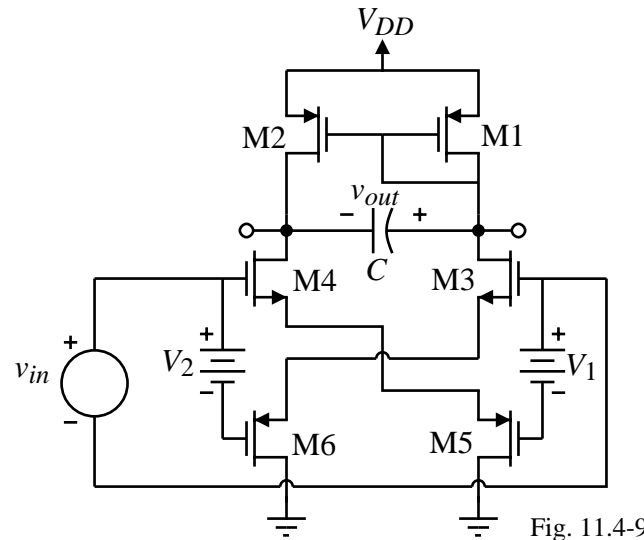 V_DD
M2
M1
v_out
− +
C
M4
M3
+
v_in
−
+
V_2
−
+
V_1
−
M6
M5
Fig. 11.4-9